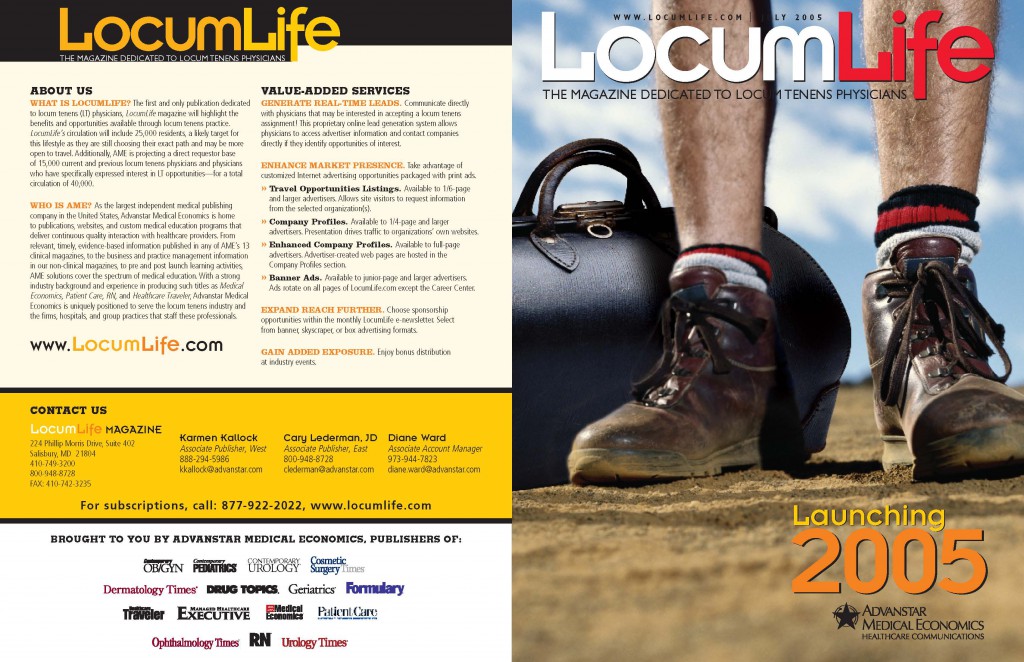 LocumLife
THE MAGAZINE DEDICATED TO LOCUM TENENS PHYSICIANS
ABOUT US
WHAT IS LOCUMLIFE? The first and only publication dedicated
to locum tenens (LT) physicians, LocumLife magazine will highlight the
benefits and opportunities available through locum tenens practice.
LocumLife's circulation will include 25,000 residents, a likely target for
this lifestyle as they are still choosing their exact path and may be more
open to travel. Additionally, AME is projecting a direct requestor base
of 15,000 current and previous locum tenens physicians and physicians
who have specifically expressed interest in LT opportunities—for a total
circulation of 40,000.
WHO IS AME? As the largest independent medical publishing
company in the United States, Advanstar Medical Economics is home
to publications, websites, and custom medical education programs that
deliver continuous quality interaction with healthcare providers. From
relevant, timely, evidence-based information published in any of AME's 13
clinical magazines, to the business and practice management information
in our non-clinical magazines, to pre and post launch learning activities,
AME solutions cover the spectrum of medical education. With a strong
industry background and experience in producing such titles as Medical
Economics, Patient Care, RN, and Healthcare Traveler, Advanstar Medical
Economics is uniquely positioned to serve the locum tenens industry and
the firms, hospitals, and group practices that staff these professionals.
www.LocumLife.com
VALUE-ADDED SERVICES
GENERATE REAL-TIME LEADS. Communicate directly
with physicians that may be interested in accepting a locum tenens
assignment! This proprietary online lead generation system allows
physicians to access advertiser information and contact companies
directly if they identify opportunities of interest.
ENHANCE MARKET PRESENCE. Take advantage of
customized Internet advertising opportunities packaged with print ads.
» Travel Opportunities Listings. Available to 1/6-page
and larger advertisers. Allows site visitors to request information
from the selected organization(s).
» Company Profiles. Available to 1/4-page and larger
advertisers. Presentation drives traffic to organizations' own websites.
» Enhanced Company Profiles. Available to full-page
advertisers. Advertiser-created web pages are hosted in the
Company Profiles section.
» Banner Ads. Available to junior-page and larger advertisers.
Ads rotate on all pages of LocumLife.com except the Career Center.
EXPAND REACH FURTHER. Choose sponsorship
opportunities within the monthly LocumLife e-newsletter. Select
from banner, skyscraper, or box advertising formats.
GAIN ADDED EXPOSURE. Enjoy bonus distribution
at industry events.
CONTACT US
LocumLife MAGAZINE
224 Phillip Morris Drive, Suite 402
Salisbury, MD 21804
410-749-3200
800-948-8728
FAX: 410-742-3235
Karmen Kallock
Associate Publisher, West
888-294-5986
kkallock@advanstar.com
Cary Lederman, JD
Associate Publisher, East
800-948-8728
clederman@advanstar.com
Diane Ward
Associate Account Manager
973-944-7823
diane.ward@advanstar.com
For subscriptions, call: 877-922-2022, www.locumlife.com
BROUGHT TO YOU BY ADVANSTAR MEDICAL ECONOMICS, PUBLISHERS OF:
Contemporary OB/GYN Contemporary PEDIATRICS CONTEMPORARY UROLOGY Cosmetic Surgery Times
Dermatology Times DRUG TOPICS Geriatrics Formulary
Healthcare Traveler MANAGED HEALTHCARE EXECUTIVE Medical Economics Patient Care
Ophthalmology Times RN Urology Times
WWW.LOCUMLIFE.COM | JULY 2005
LocumLife
THE MAGAZINE DEDICATED TO LOCUM TENENS PHYSICIANS
Launching
2005
ADVANSTAR
MEDICAL ECONOMICS
HEALTHCARE COMMUNICATIONS